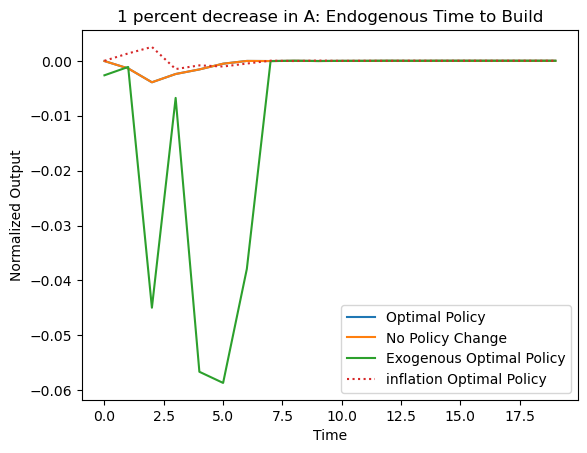 1 percent decrease in A: Endogenous Time to Build
Normalized Output
0.00
−0.01
−0.02
−0.03
−0.04
−0.05
−0.06
Optimal Policy
No Policy Change
Exogenous Optimal Policy
inflation Optimal Policy
0.0 2.5 5.0 7.5 10.0 12.5 15.0 17.5
Time